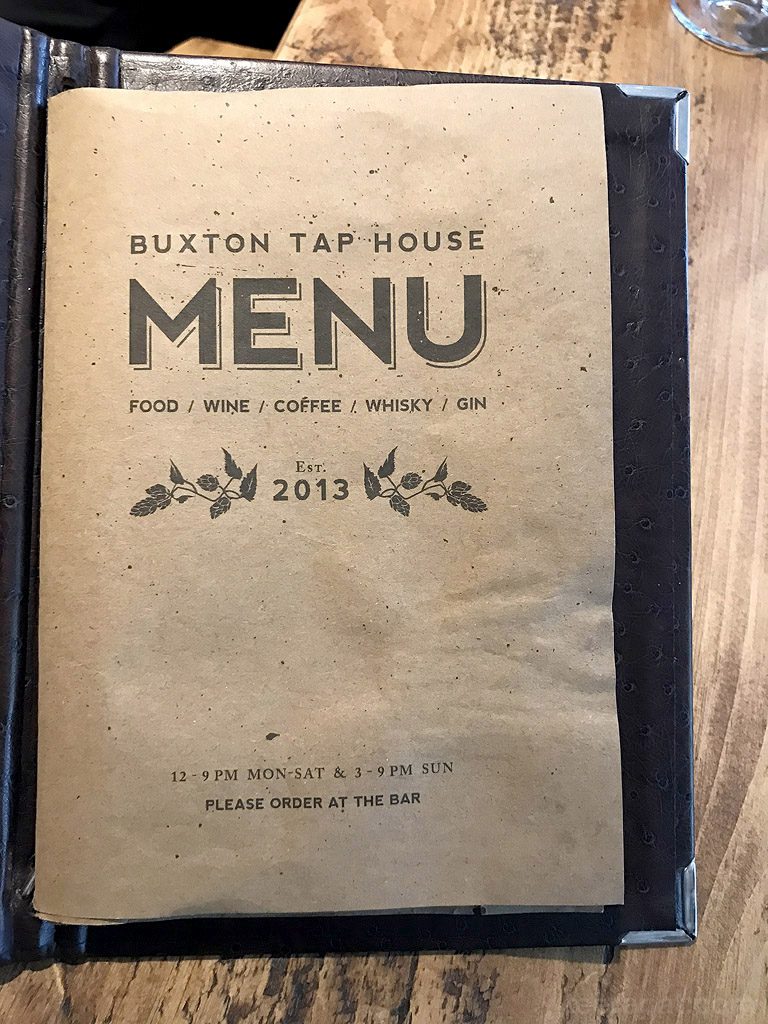 BUXTON TAP HOUSE
MENU
FOOD / WINE / COFFEE / WHISKY / GIN
Est.
2013
12 - 9 PM MON-SAT & 3 - 9 PM SUN
PLEASE ORDER AT THE BAR